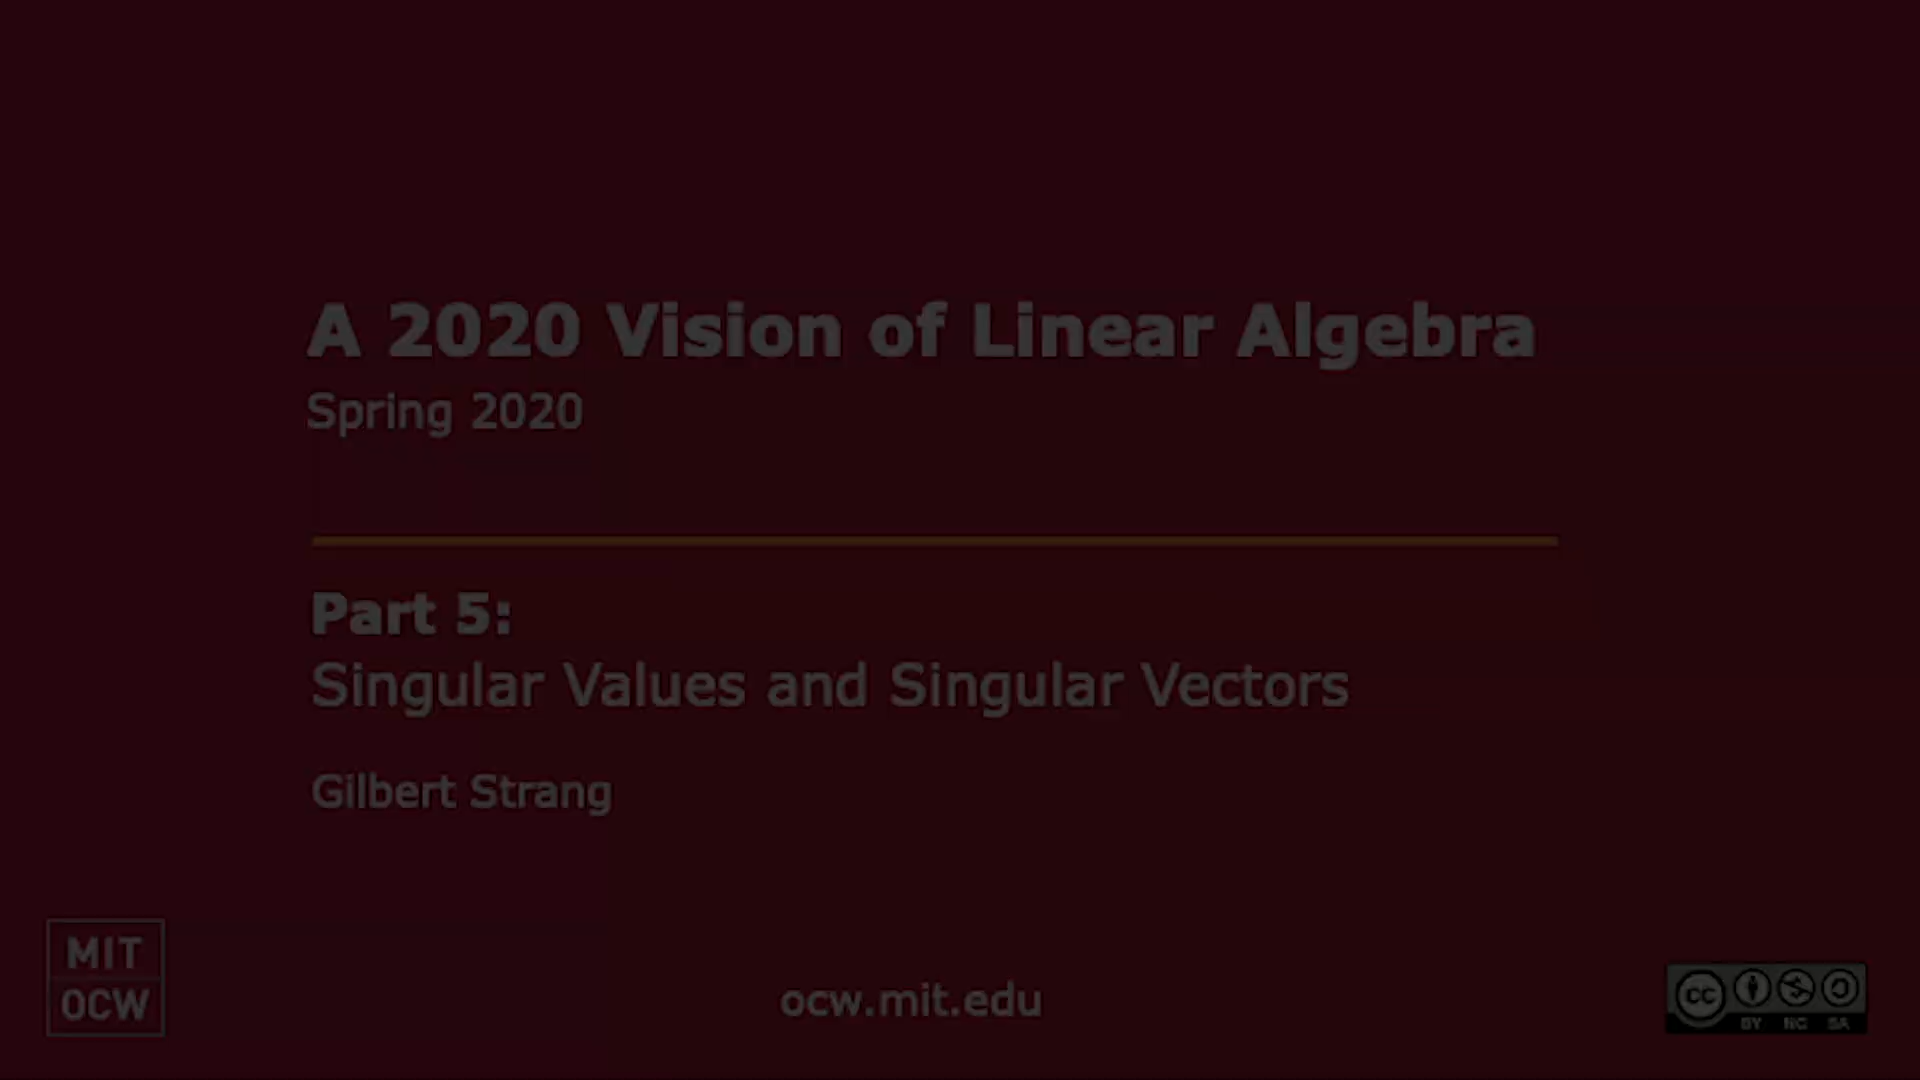 A 2020 Vision of Linear Algebra
Spring 2020
Part 5:
Singular Values and Singular Vectors
Gilbert Strang
MIT
OCW
ocw.mit.edu
CC
BY NC SA